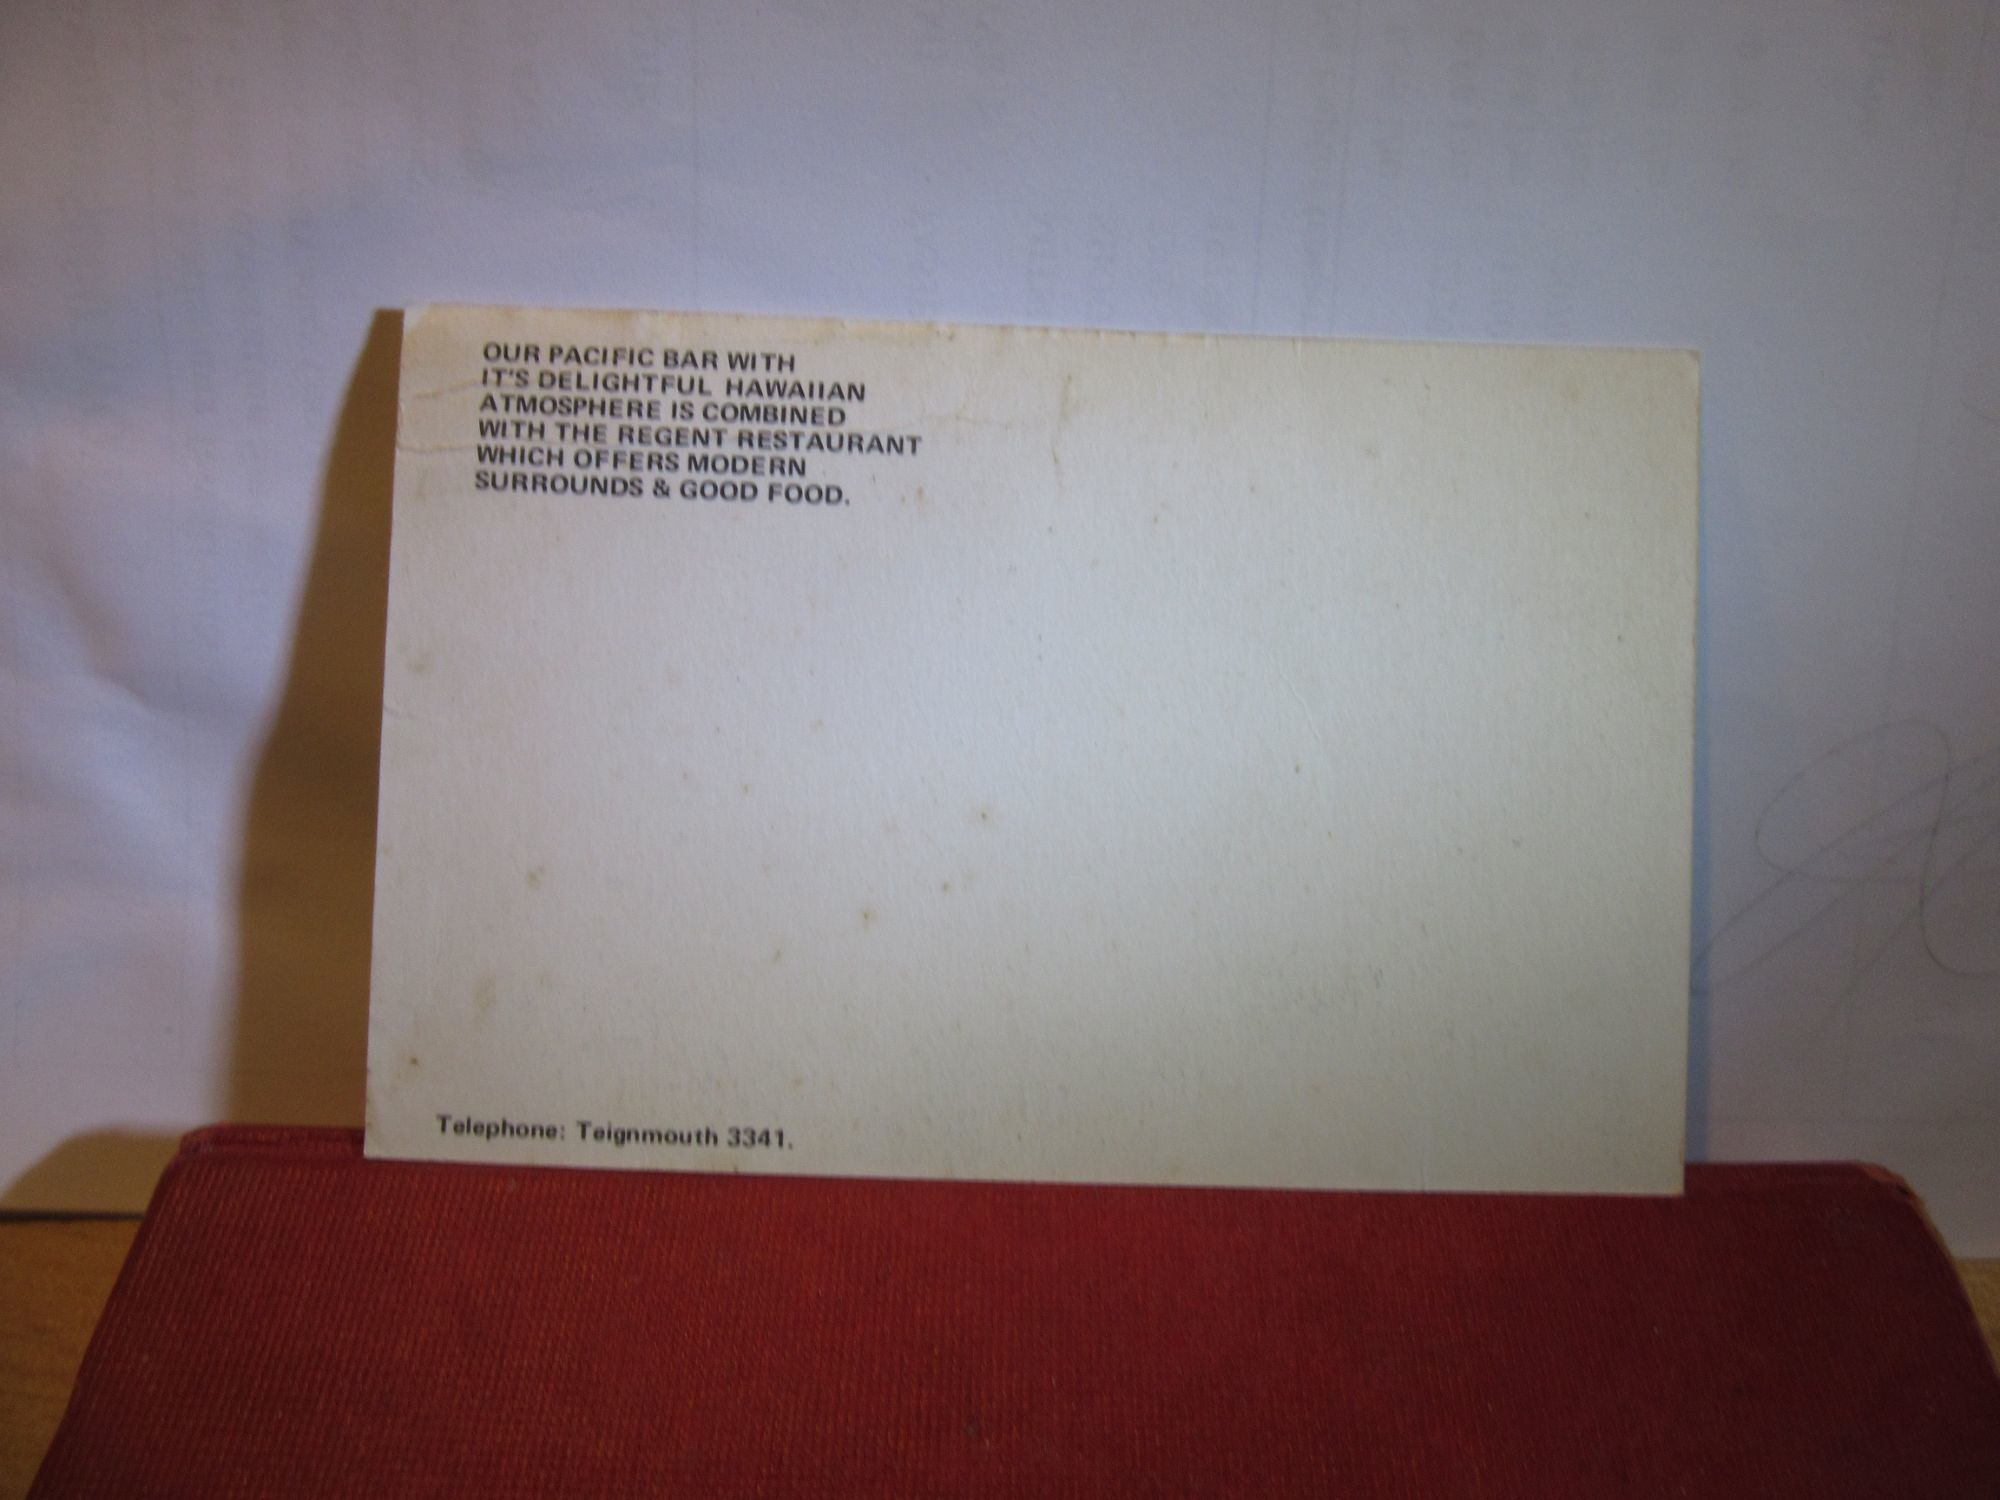 OUR PACIFIC BAR WITH
IT'S DELIGHTFUL HAWAIIAN
ATMOSPHERE IS COMBINED
WITH THE REGENT RESTAURANT
WHICH OFFERS MODERN
SURROUNDS & GOOD FOOD.
Telephone: Teignmouth 3341.